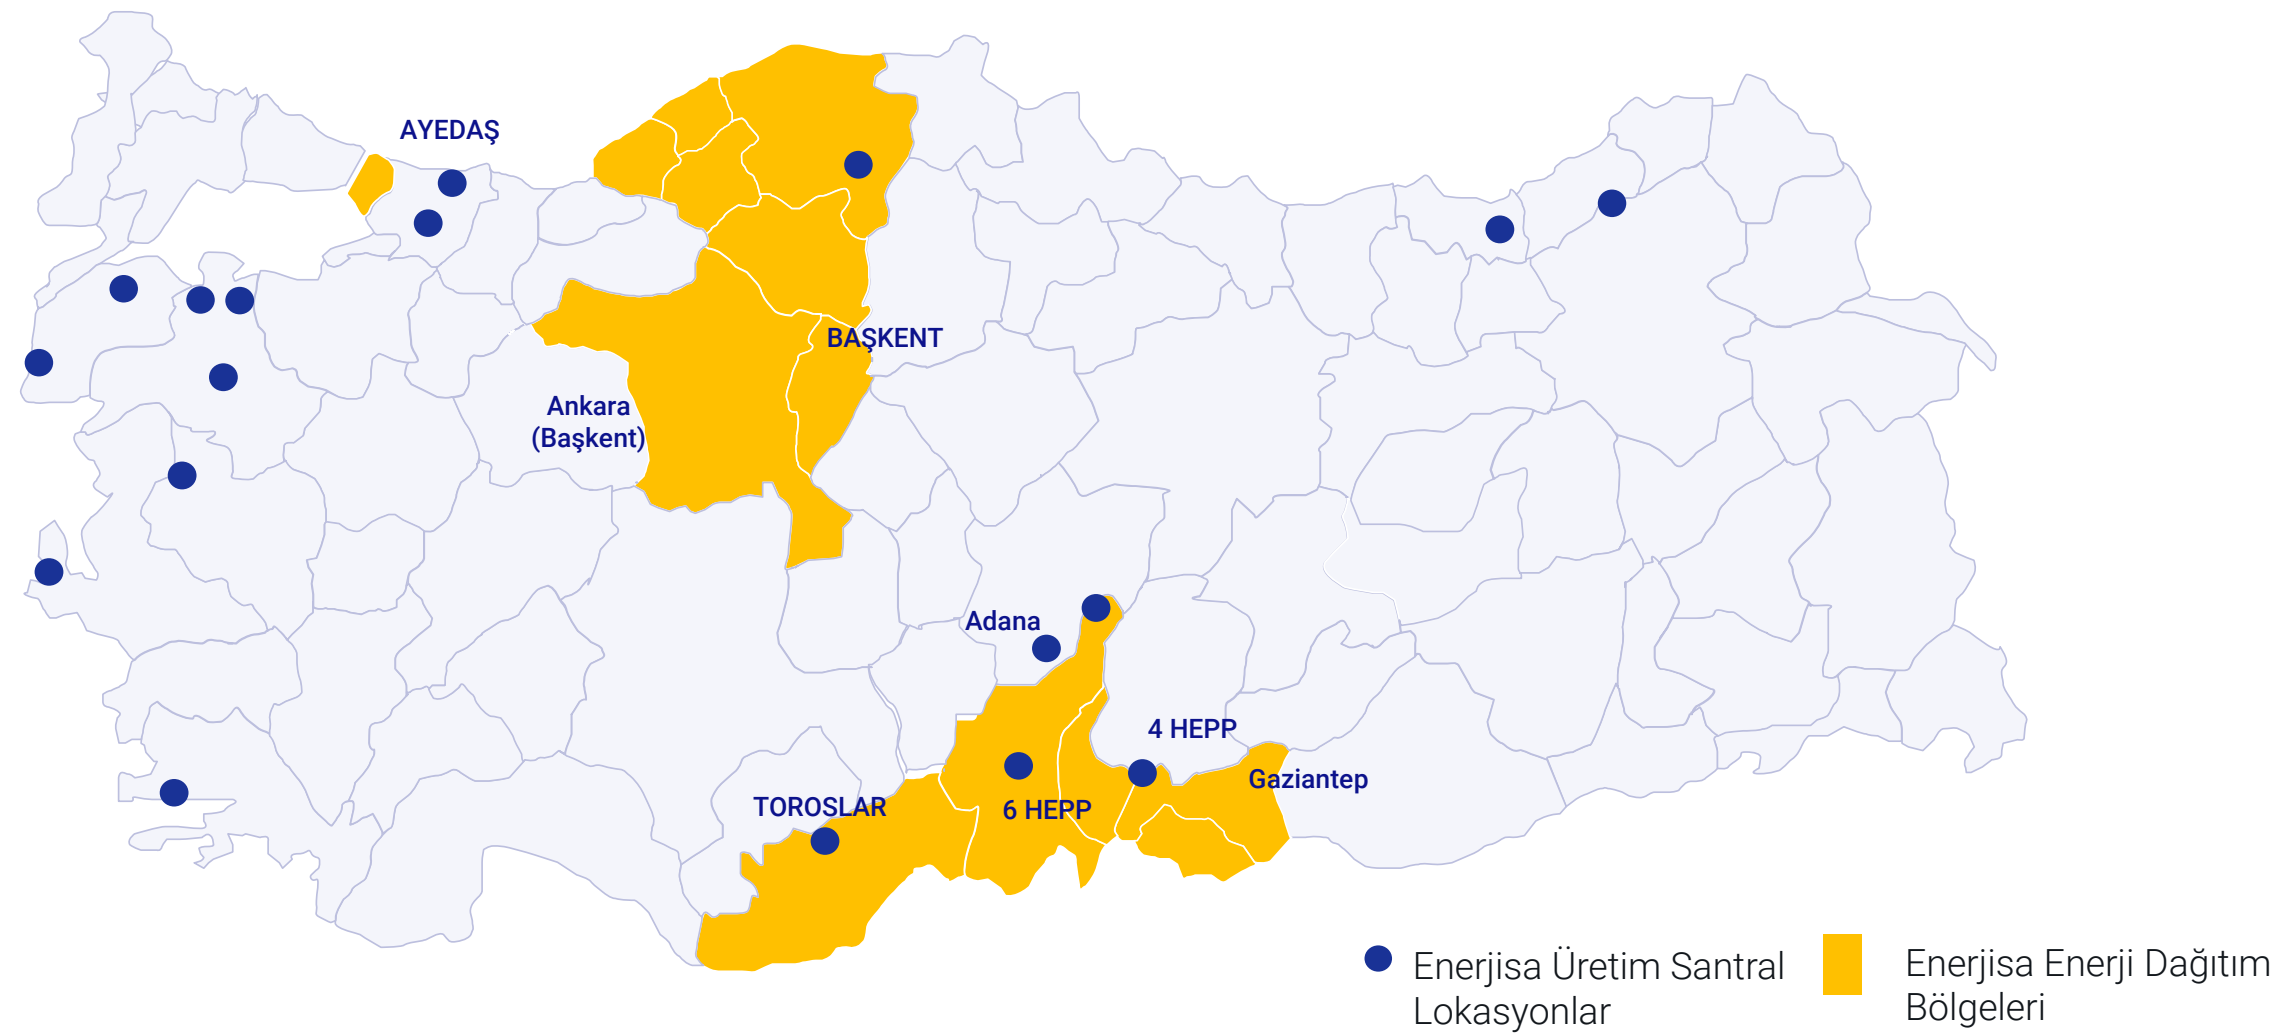 AYEDAŞ
BAŞKENT
Ankara
(Başkent)
Adana
4 HEPP
Gaziantep
TOROSLAR
6 HEPP
Enerjisa Üretim Santral
Lokasyonlar
Enerjisa Enerji Dağıtım
Bölgeleri